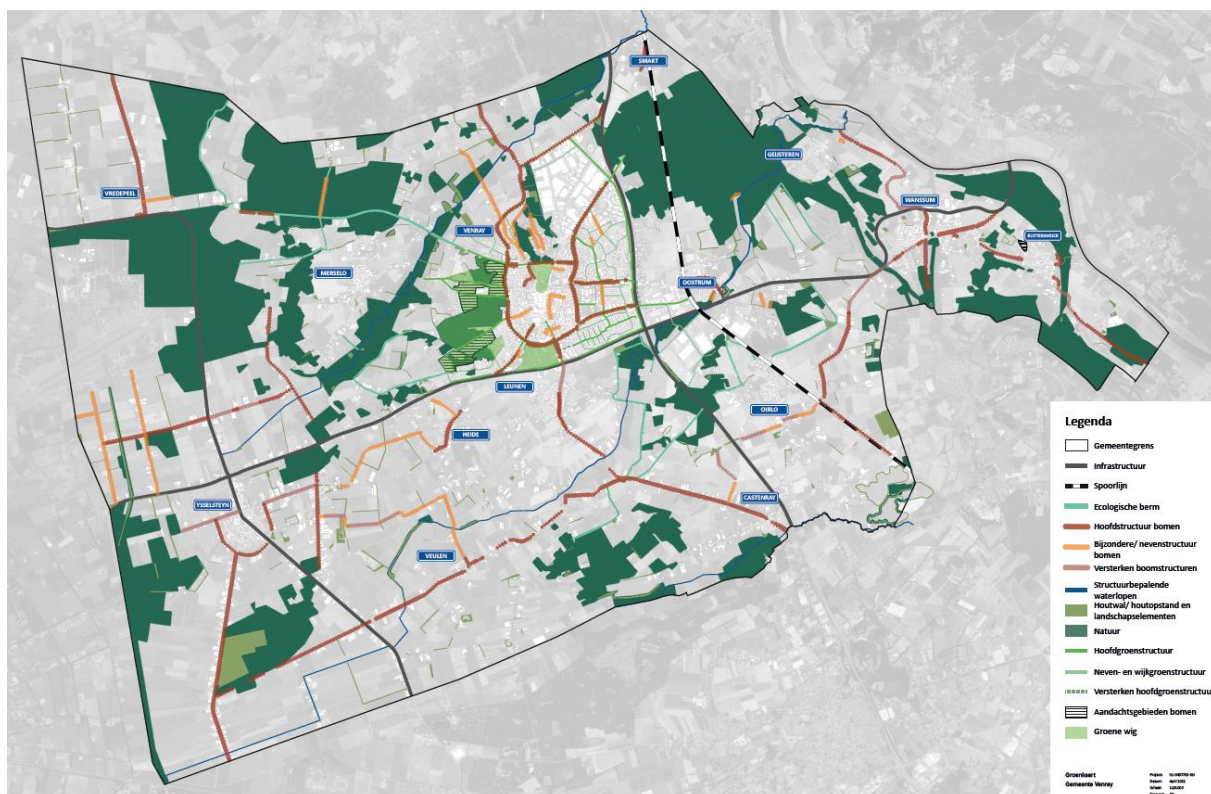 SMAKT
GEIJSTEREN
VREDEPEEL
WANSSUM
VENRAY
BLITTERSWIJCK
MERSELO
OOSTRUM
LEUNEN
OIRLO
HEIDE
CASTENRAY
YSSELSTEYN
VEULEN
Legenda
Gemeentegrens
Infrastructuur
Spoorlijn
Ecologische berm
Hoofdstructuur bomen
Bijzondere/ nevenstructuur
bomen
Versterken boomstructuren
Structuurbepalende
waterlopen
Houtwal/ houtopstand en
landschapselementen
Natuur
Hoofdgroenstructuur
Neven- en wijkgroenstructuur
Versterken hoofdgroenstructuu
Aandachtsgebieden bomen
Groene wig
Groenkaart
Gemeente Venray